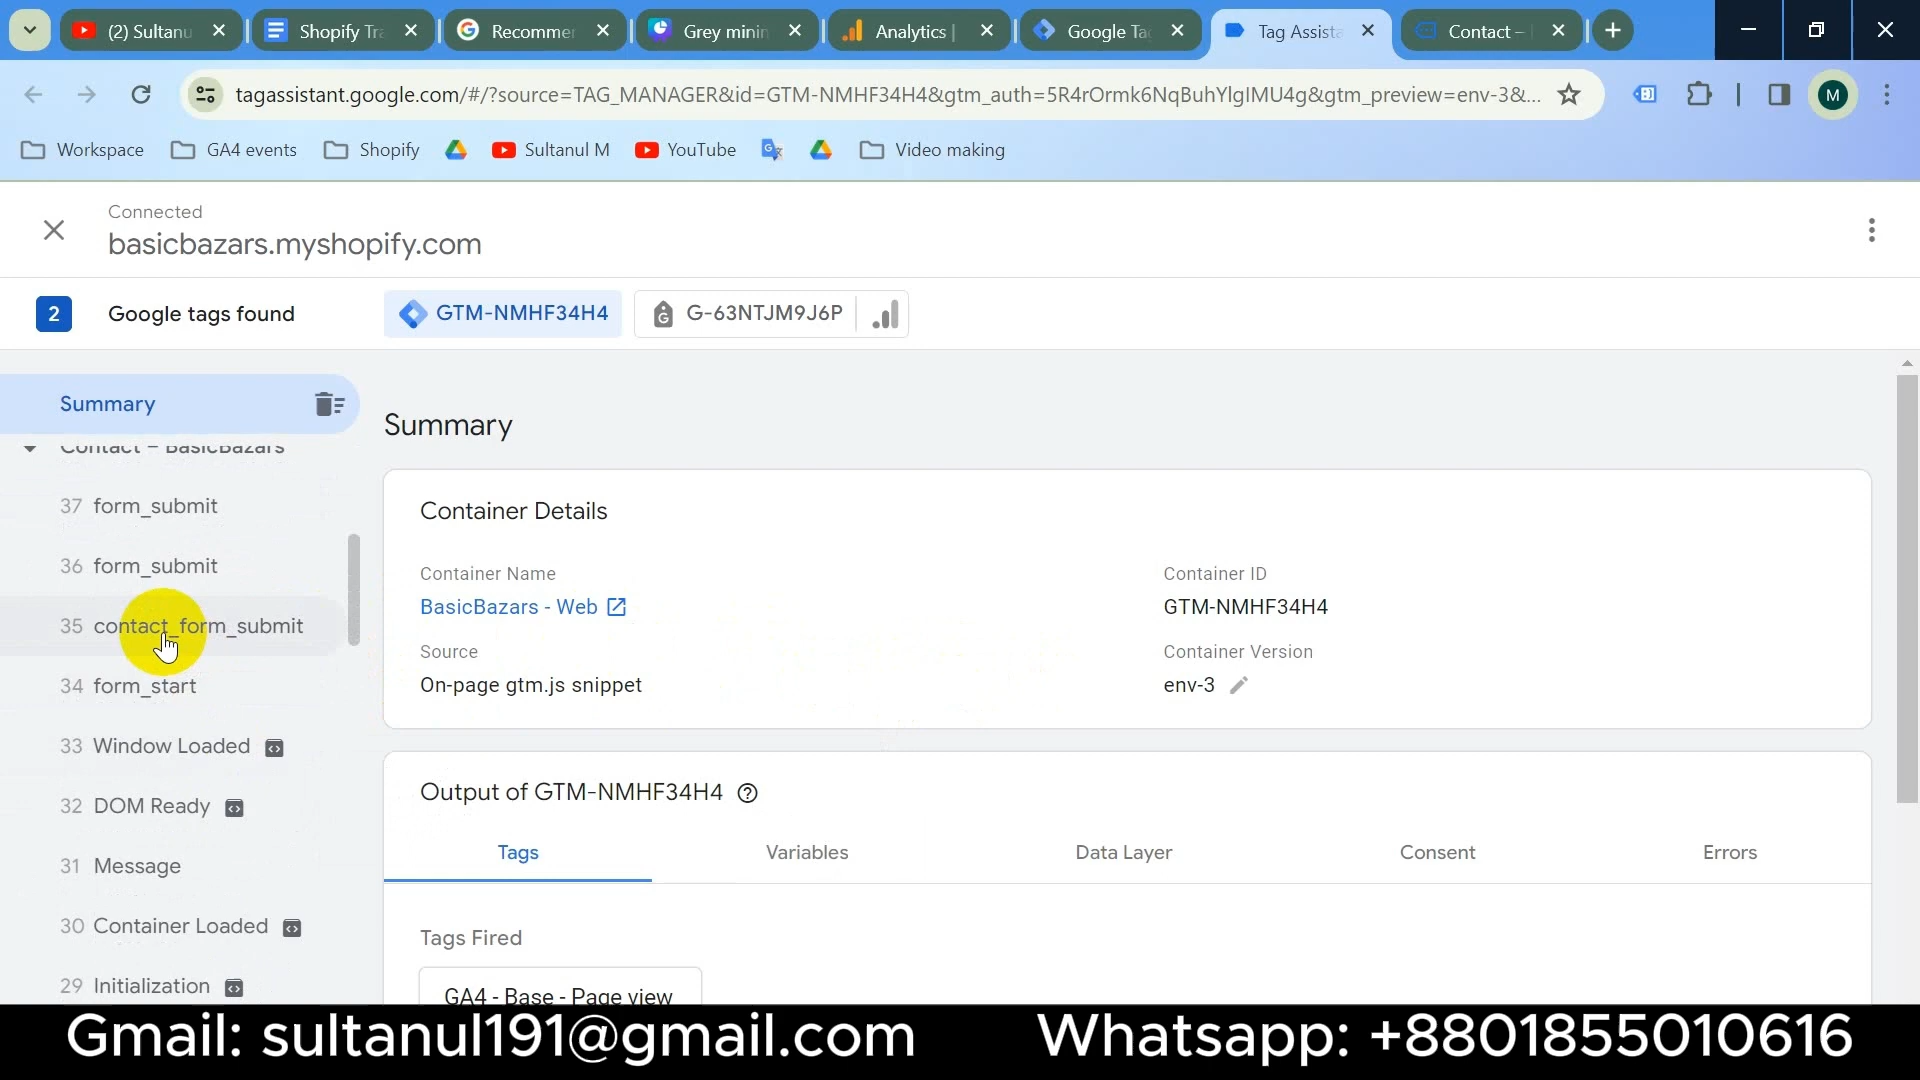 (2) Sultanu
Shopify Tra
Recommen
Grey minin
Analytics |
Google Ta
Tag Assista
Contact –
tagassistant.google.com/#/?source=TAG_MANAGER&id=GTM-NMHF34H4&gtm_auth=5R4rOrmk6NqBuhYlgIMU4g&gtm_preview=env-3&...
M
Workspace
GA4 events
Shopify
Sultanul M
YouTube
Video making
Connected
basicbazars.myshopify.com
2
Google tags found
GTM-NMHF34H4
G-63NTJM9J6P
Summary
Contact – BasicBazars
37 form_submit
36 form_submit
35 contact_form_submit
34 form_start
33 Window Loaded
32 DOM Ready
31 Message
30 Container Loaded
29 Initialization
Summary
Container Details
Container Name
BasicBazars - Web
Container ID
GTM-NMHF34H4
Source
On-page gtm.js snippet
Container Version
env-3
Output of GTM-NMHF34H4
Tags
Variables
Data Layer
Consent
Errors
Tags Fired
GA4 - Base - Page view
Gmail: sultanul191@gmail.com
Whatsapp: +8801855010616